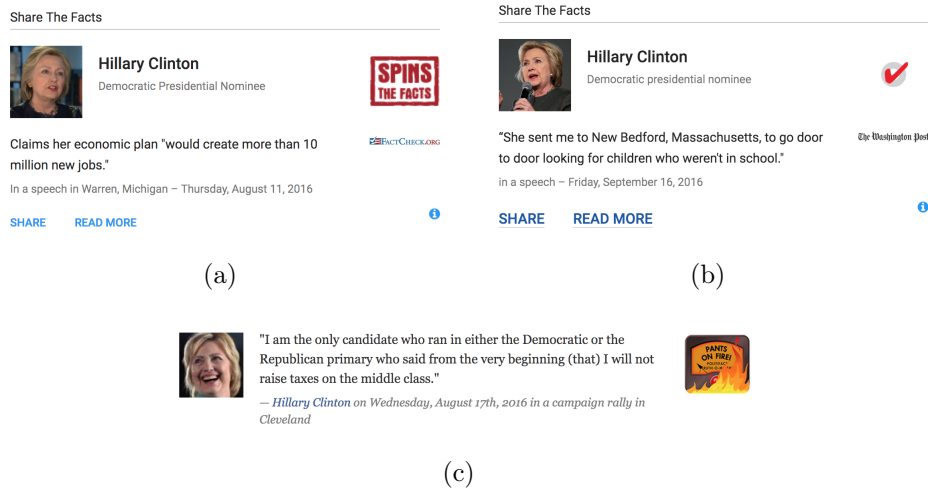 Share The Facts
Hillary Clinton
Democratic Presidential Nominee
SPINS
THE FACTS
Claims her economic plan "would create more than 10
million new jobs."
FACTCHECK.ORG
In a speech in Warren, Michigan – Thursday, August 11, 2016
SHARE READ MORE
(a)
Share The Facts
Hillary Clinton
Democratic presidential nominee
“She sent me to New Bedford, Massachusetts, to go door
to door looking for children who weren't in school."
The Washington Post
in a speech – Friday, September 16, 2016
SHARE READ MORE
(b)
"I am the only candidate who ran in either the Democratic or the
Republican primary who said from the very beginning (that) I will not
raise taxes on the middle class."
— Hillary Clinton on Wednesday, August 17th, 2016 in a campaign rally in
Cleveland
PANTS
ON FIRE!
(c)